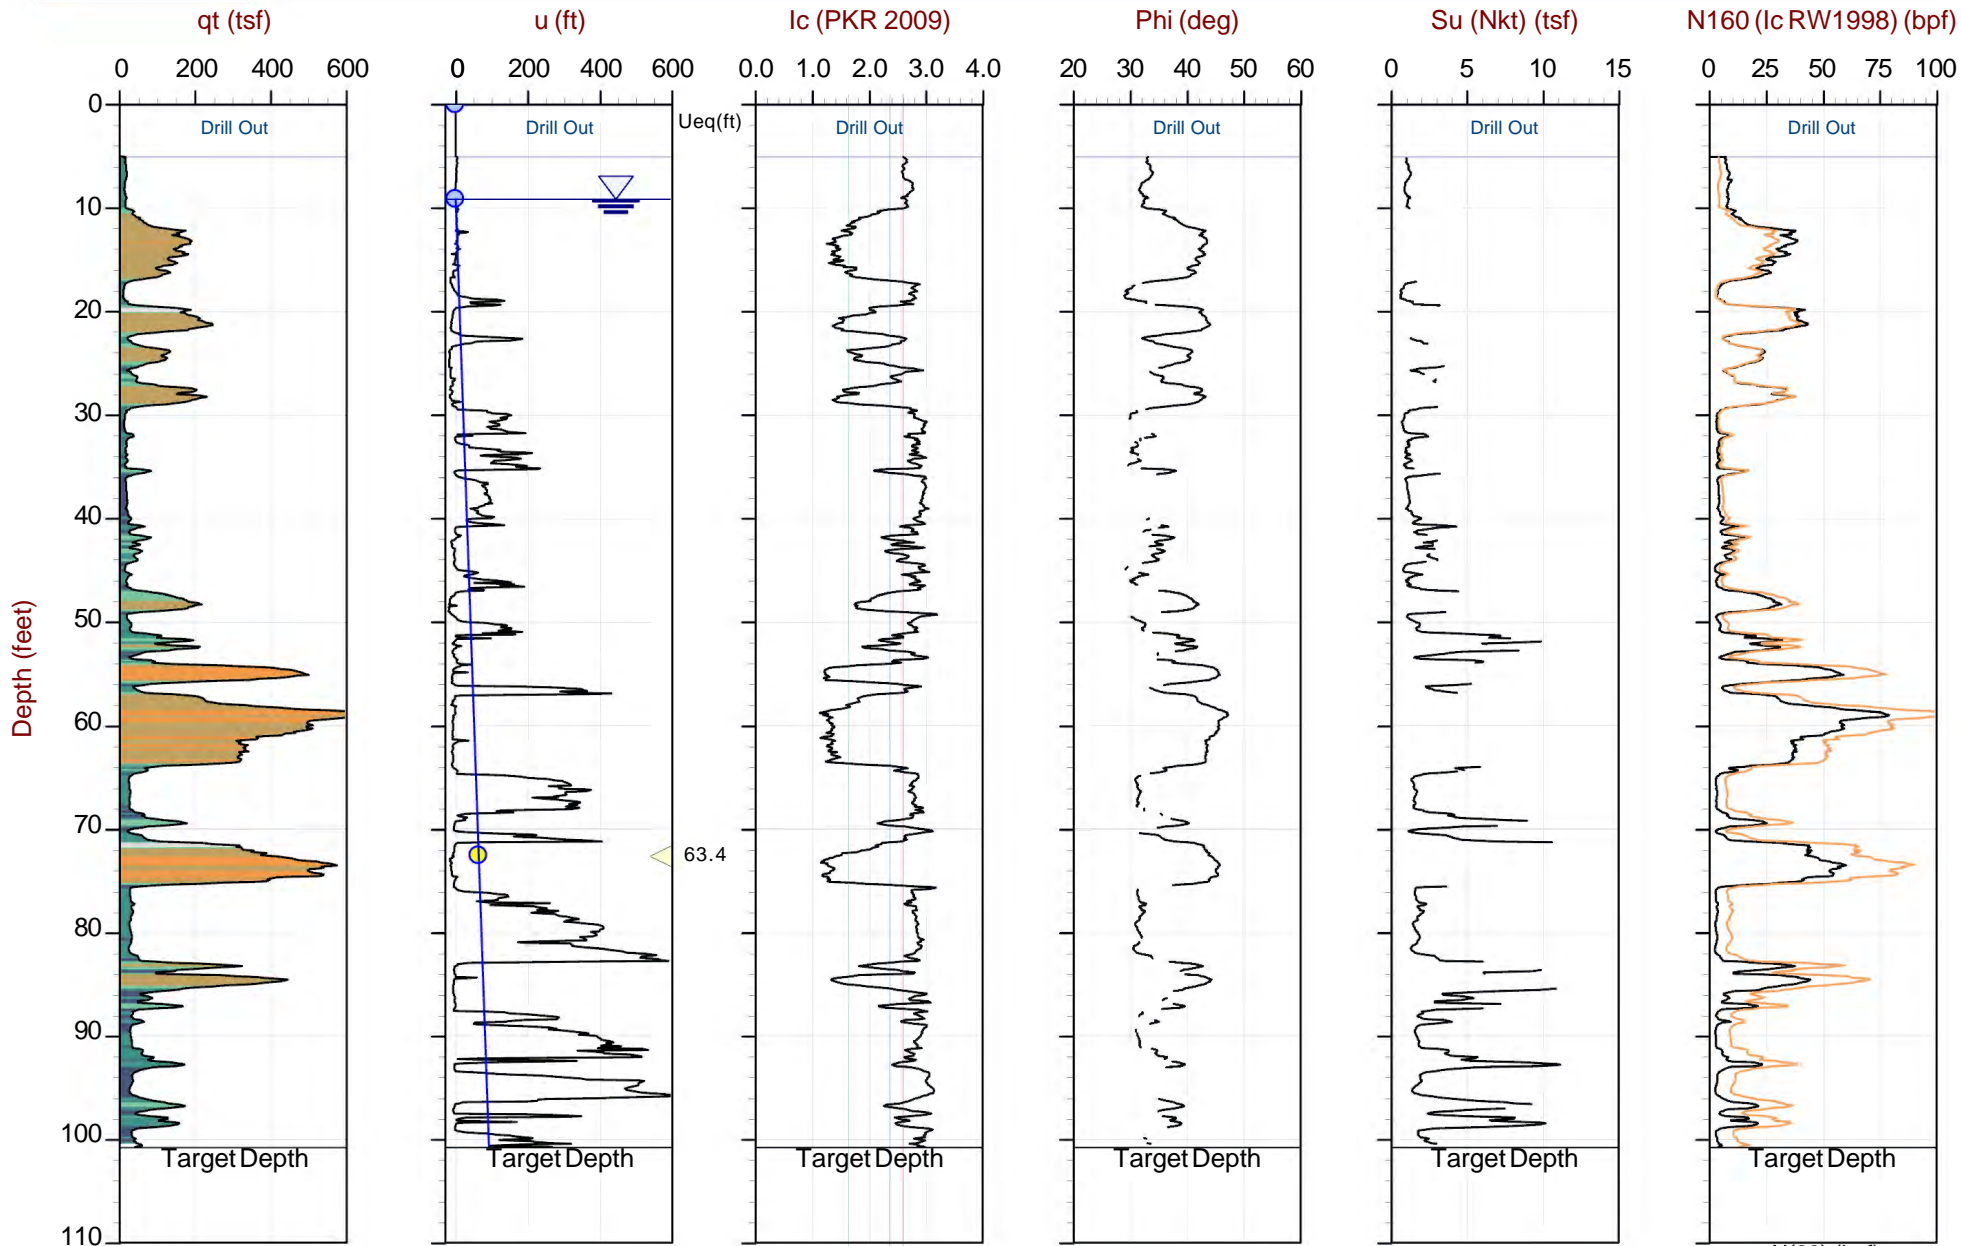 qt (tsf) u (ft) Ic (PKR 2009) Phi (deg) Su (Nkt) (tsf) N160 (Ic RW1998) (bpf)
0 200 400 600 0 200 400 600 0.0 1.0 2.0 3.0 4.0 20 30 40 50 60 0 5 10 15 0 25 50 75 100
0
Ueq(ft)
Drill Out Drill Out Drill Out Drill Out Drill Out Drill Out
10
20
30
40
50
Depth (feet)
60
70
63.4
80
90
100
Target Depth Target Depth Target Depth Target Depth Target Depth Target Depth
110